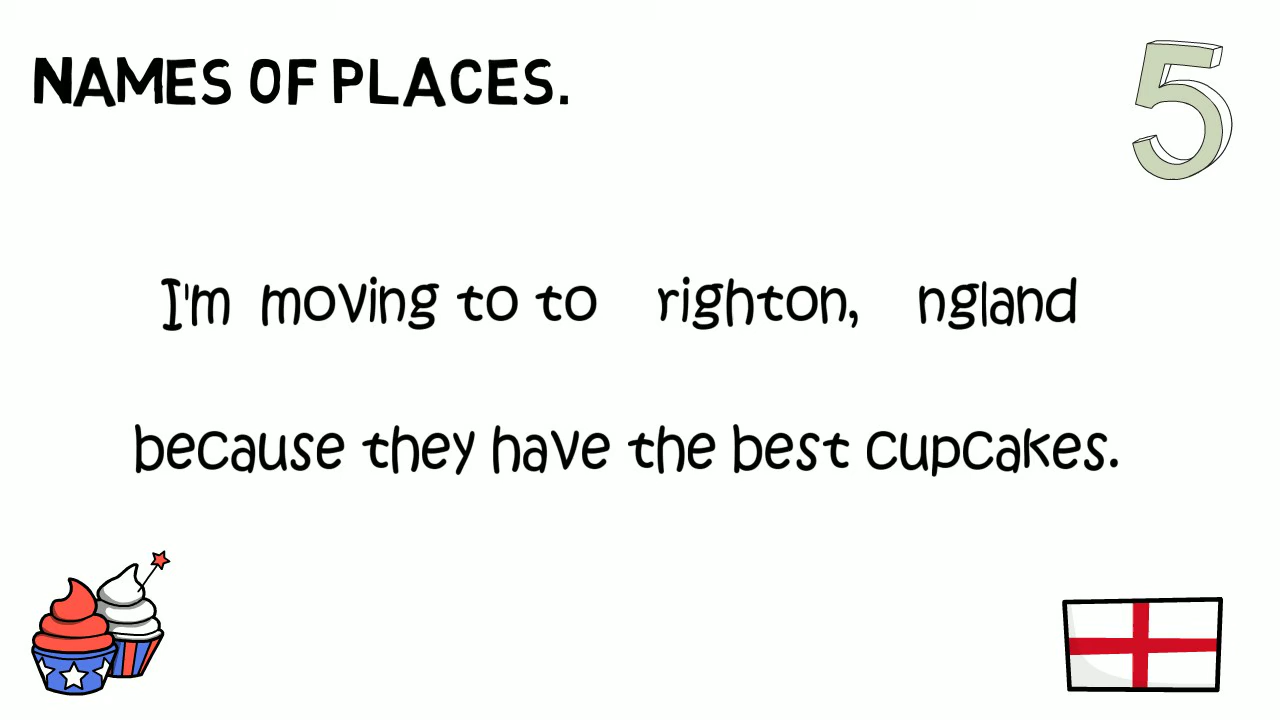 NAMES OF PLACES.
5
I'm moving to to righton, ngland
because they have the best cupcakes.